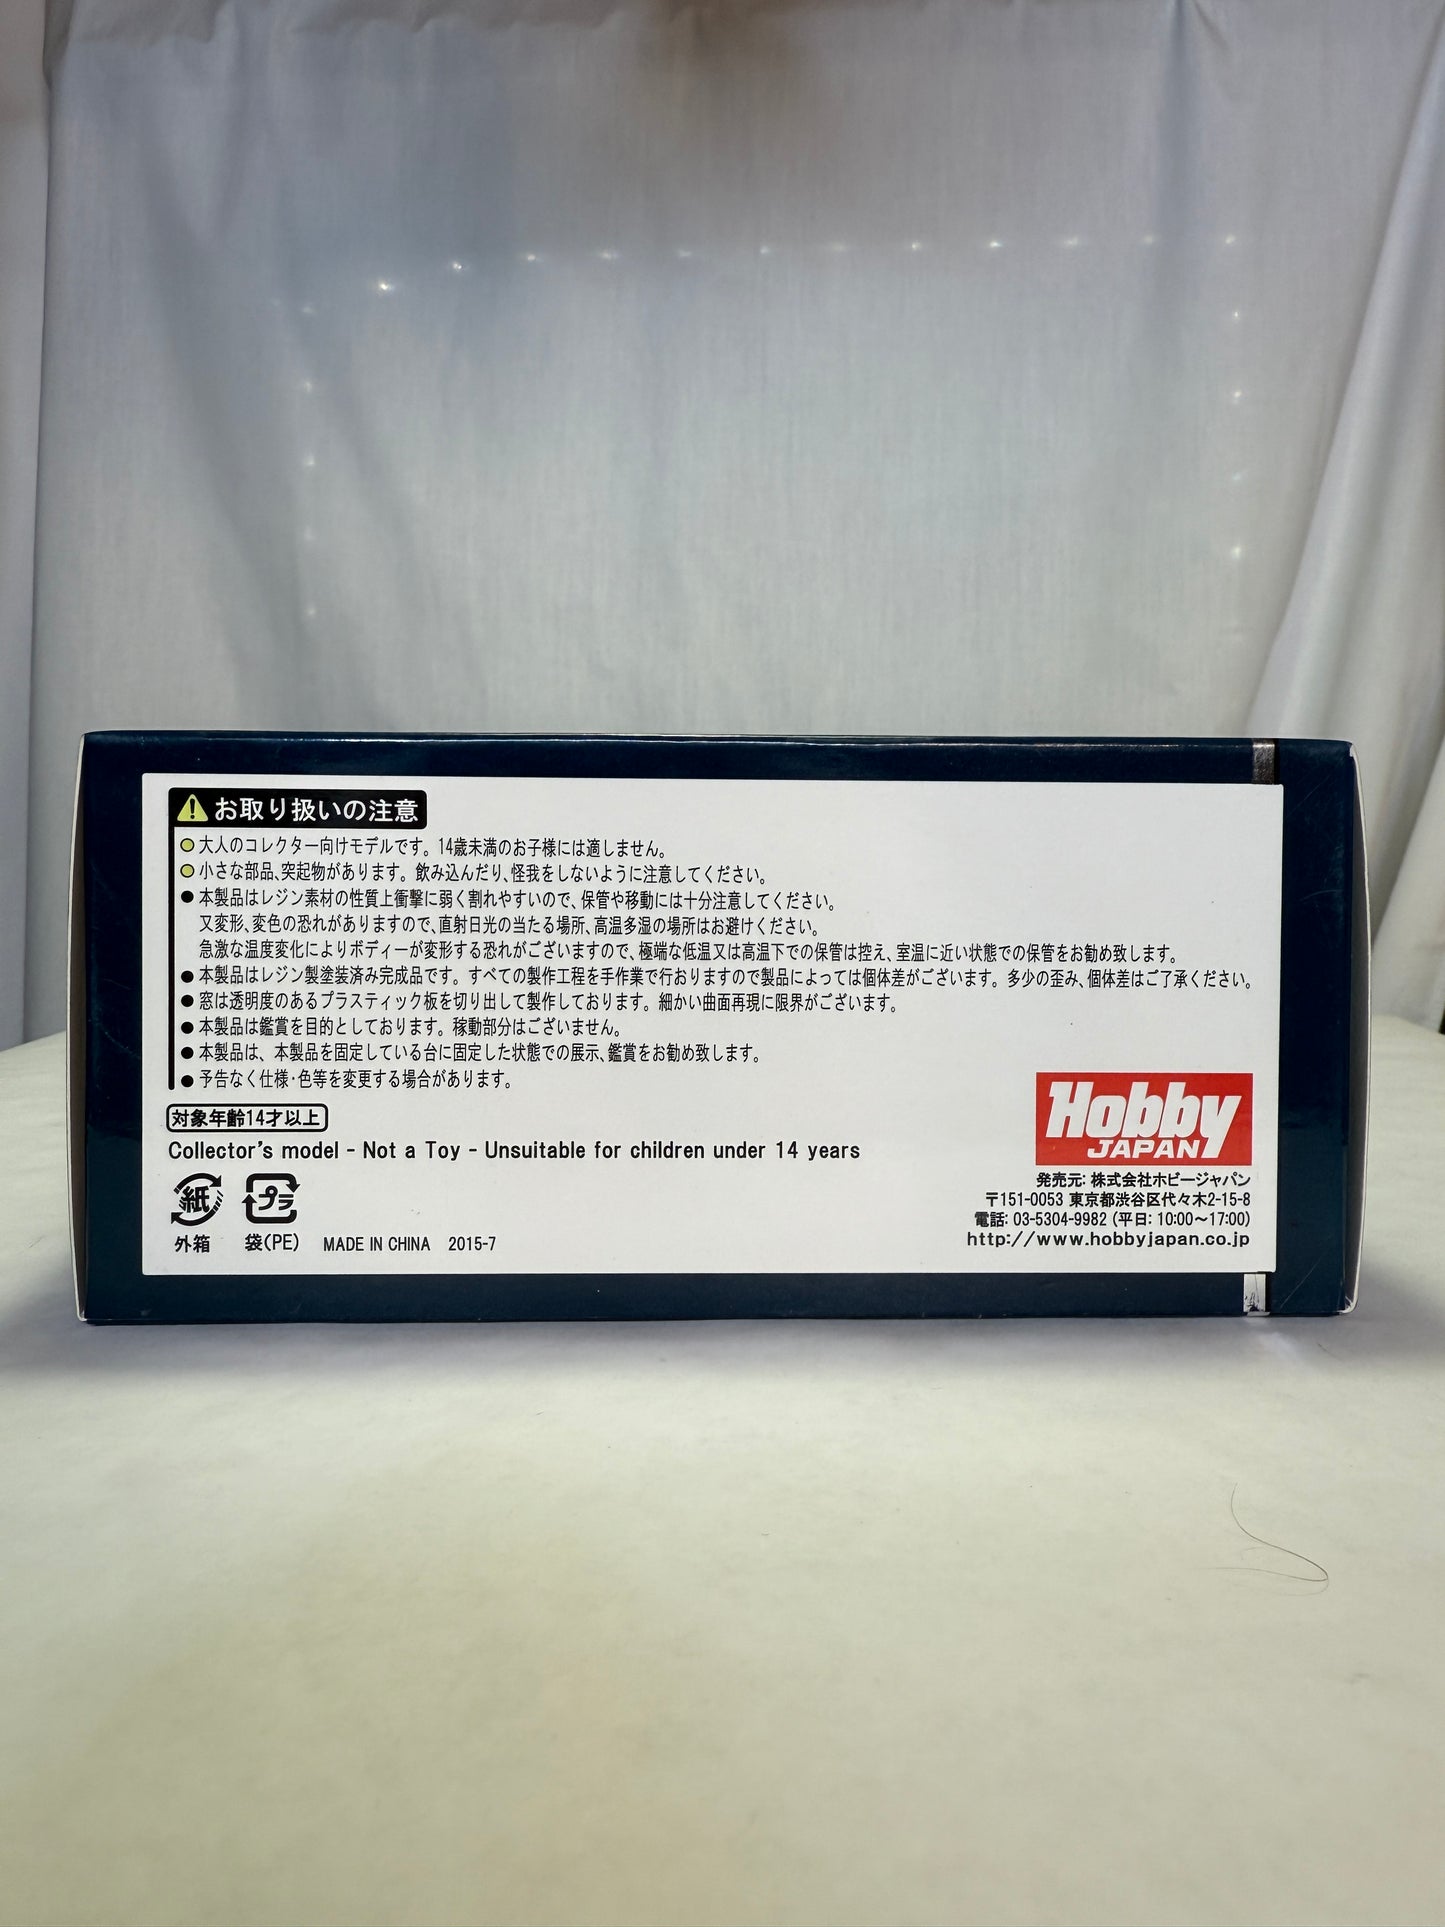 お取り扱いの注意
大人のコレクター向けモデルです。14歳未満のお子様には適しません。
小さな部品、突起物があります。飲み込んだり、怪我をしないように注意してください。
●本製品はレジン素材の性質上衝撃に弱く割れやすいので、保管や移動には十分注意してください。
又変形、変色の恐れがありますので、直射日光の当たる場所、高温多湿の場所はお避けください。
急激な温度変化によりボディーが変形する恐れがございますので、極端な低温又は高温下での保管は控え、室温に近い状態での保管をお勧め致します。
●本製品はレジン製塗装済み完成品です。すべての製作工程を手作業で行おりますので製品によっては個体差がございます。多少の歪み、個体差はご了承ください。
●窓は透明度のあるプラスティック板を切り出して製作しております。細かい曲面再現に限界がございます。
●本製品は鑑賞を目的としております。稼動部分はございません。
●本製品は、本製品を固定している台に固定した状態での展示、鑑賞をお勧め致します。
●予告なく仕様・色等を変更する場合があります。
対象年齢14才以上
Collector's model - Not a Toy - Unsuitable for children under 14 years
紙
プラ
外箱
袋(PE)
MADE IN CHINA 2015-7
Hobby
JAPAN
発売元: 株式会社ホビージャパン
〒151-0053 東京都渋谷区代々木2-15-8
電話: 03-5304-9982 (平日: 10:00～17:00)
http://www.hobbyjapan.co.jp